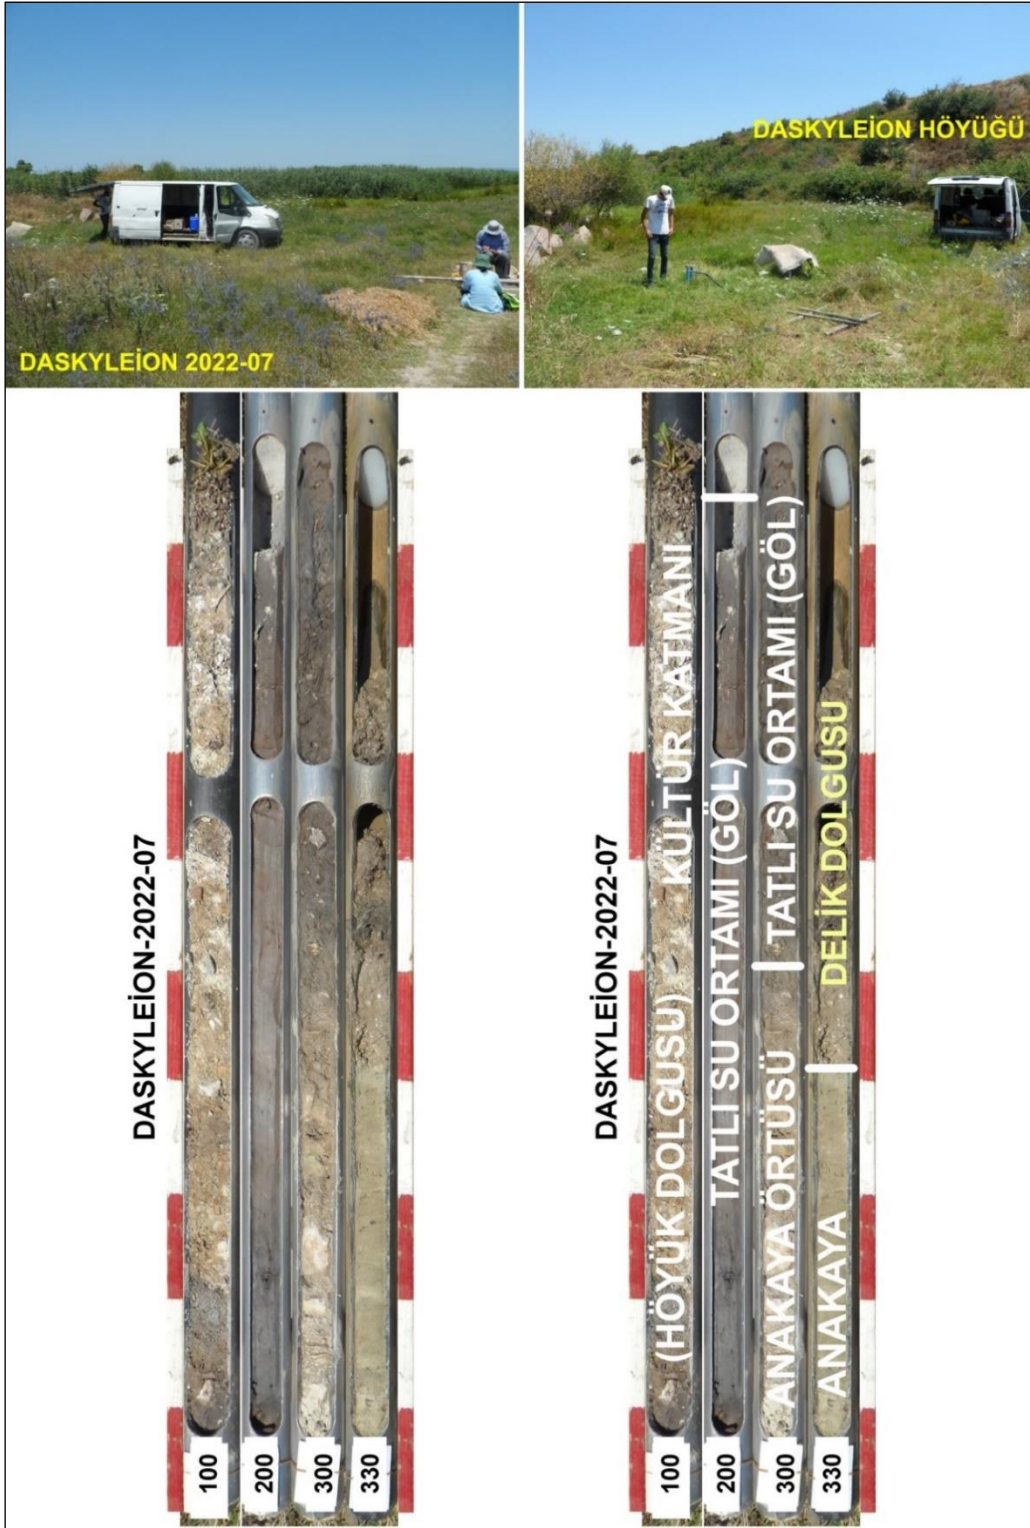 DASKYLEİON 2022-07
DASKYLEİON HÖYÜĞÜ
DASKYLEİON-2022-07
100
200
300
330
DASKYLEİON-2022-07
(HÖYÜK DOLGUSU) KÜLTÜR KATMANI
TATLI SU ORTAMI (GÖL)
ANAKAYA ÖRTÜSÜ TATLI SU ORTAMI (GÖL)
ANAKAYA DELİK DOLGUSU
100
200
300
330